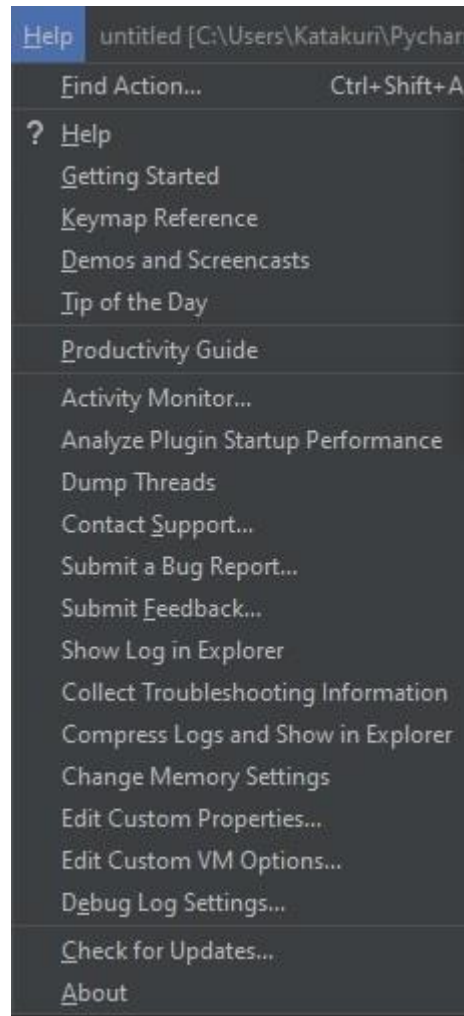 Help untitled [C:\Users\Katakuri\Pychar
Find Action... Ctrl+Shift+A
? Help
Getting Started
Keymap Reference
Demos and Screencasts
Tip of the Day
Productivity Guide
Activity Monitor...
Analyze Plugin Startup Performance
Dump Threads
Contact Support...
Submit a Bug Report...
Submit Feedback...
Show Log in Explorer
Collect Troubleshooting Information
Compress Logs and Show in Explorer
Change Memory Settings
Edit Custom Properties...
Edit Custom VM Options...
Debug Log Settings...
Check for Updates...
About